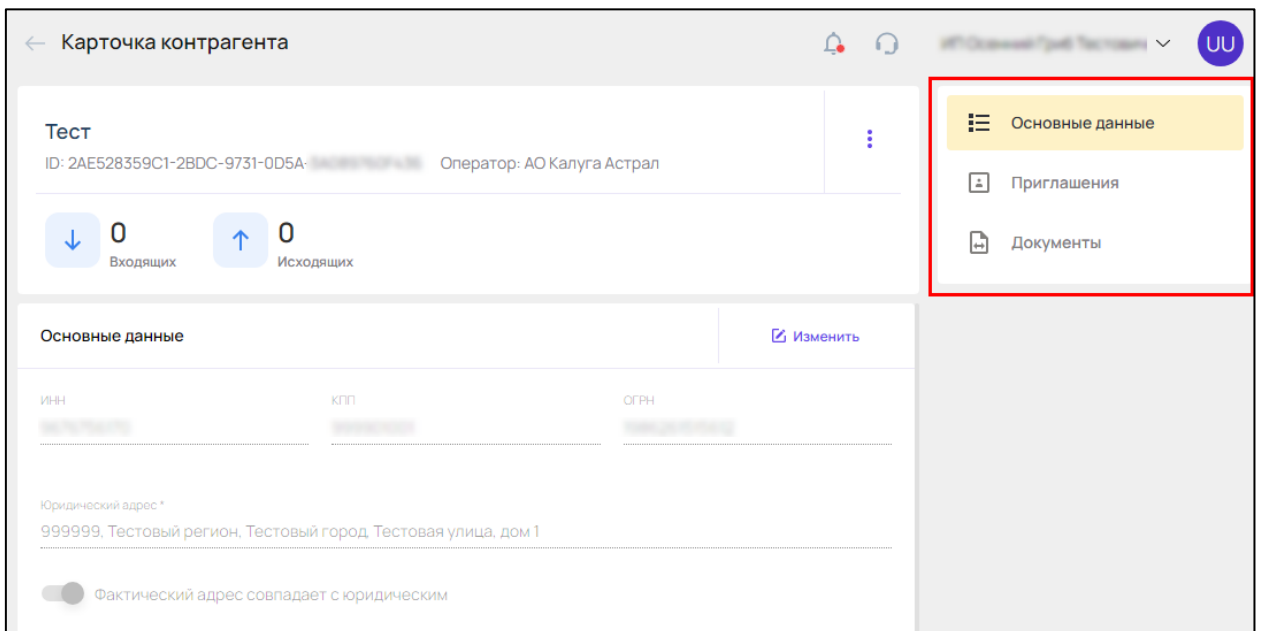 Карточка контрагента
UU
Тест
ID: 2AE528359C1-2BDC-9731-0D5A- Оператор: АО Калуга Астрал
0
Входящих
0
Исходящих
Основные данные
Приглашения
Документы
Основные данные
Изменить
ИНН КПП ОГРН
Юридический адрес *
999999, Тестовый регион, Тестовый город, Тестовая улица, дом 1
Фактический адрес совпадает с юридическим